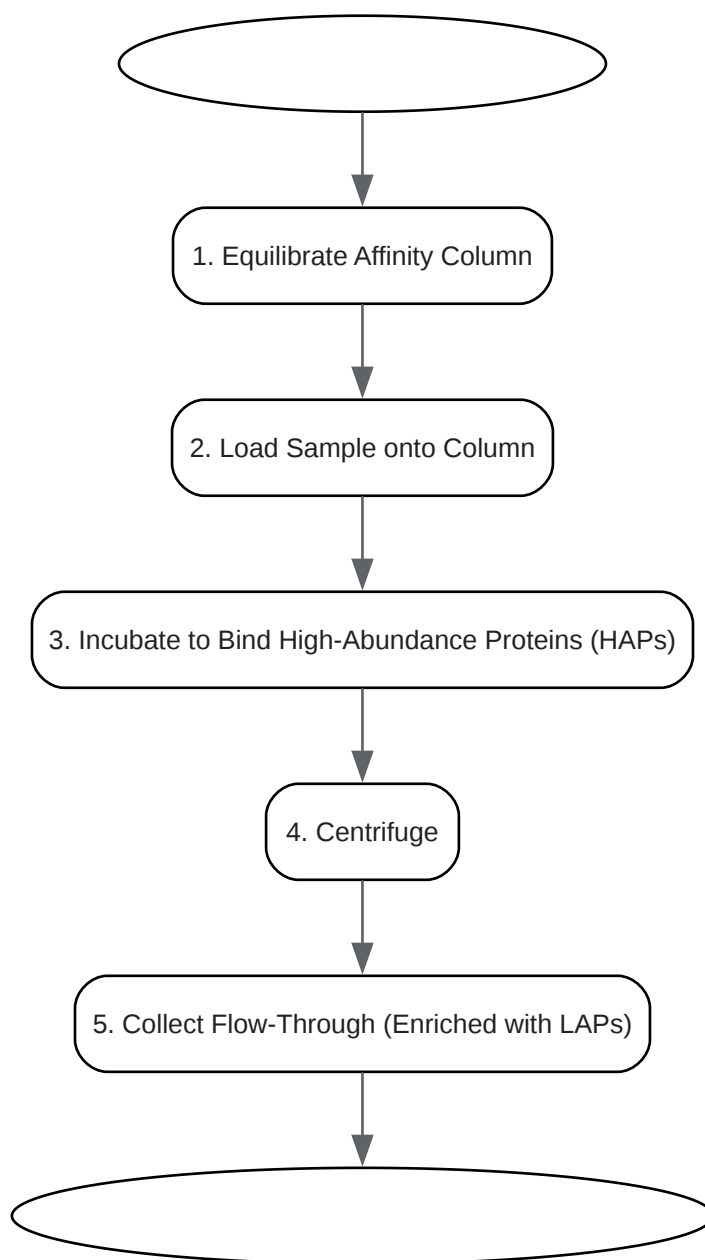 1. Equilibrate Affinity Column
2. Load Sample onto Column
3. Incubate to Bind High-Abundance Proteins (HAPs)
4. Centrifuge
5. Collect Flow-Through (Enriched with LAPs)